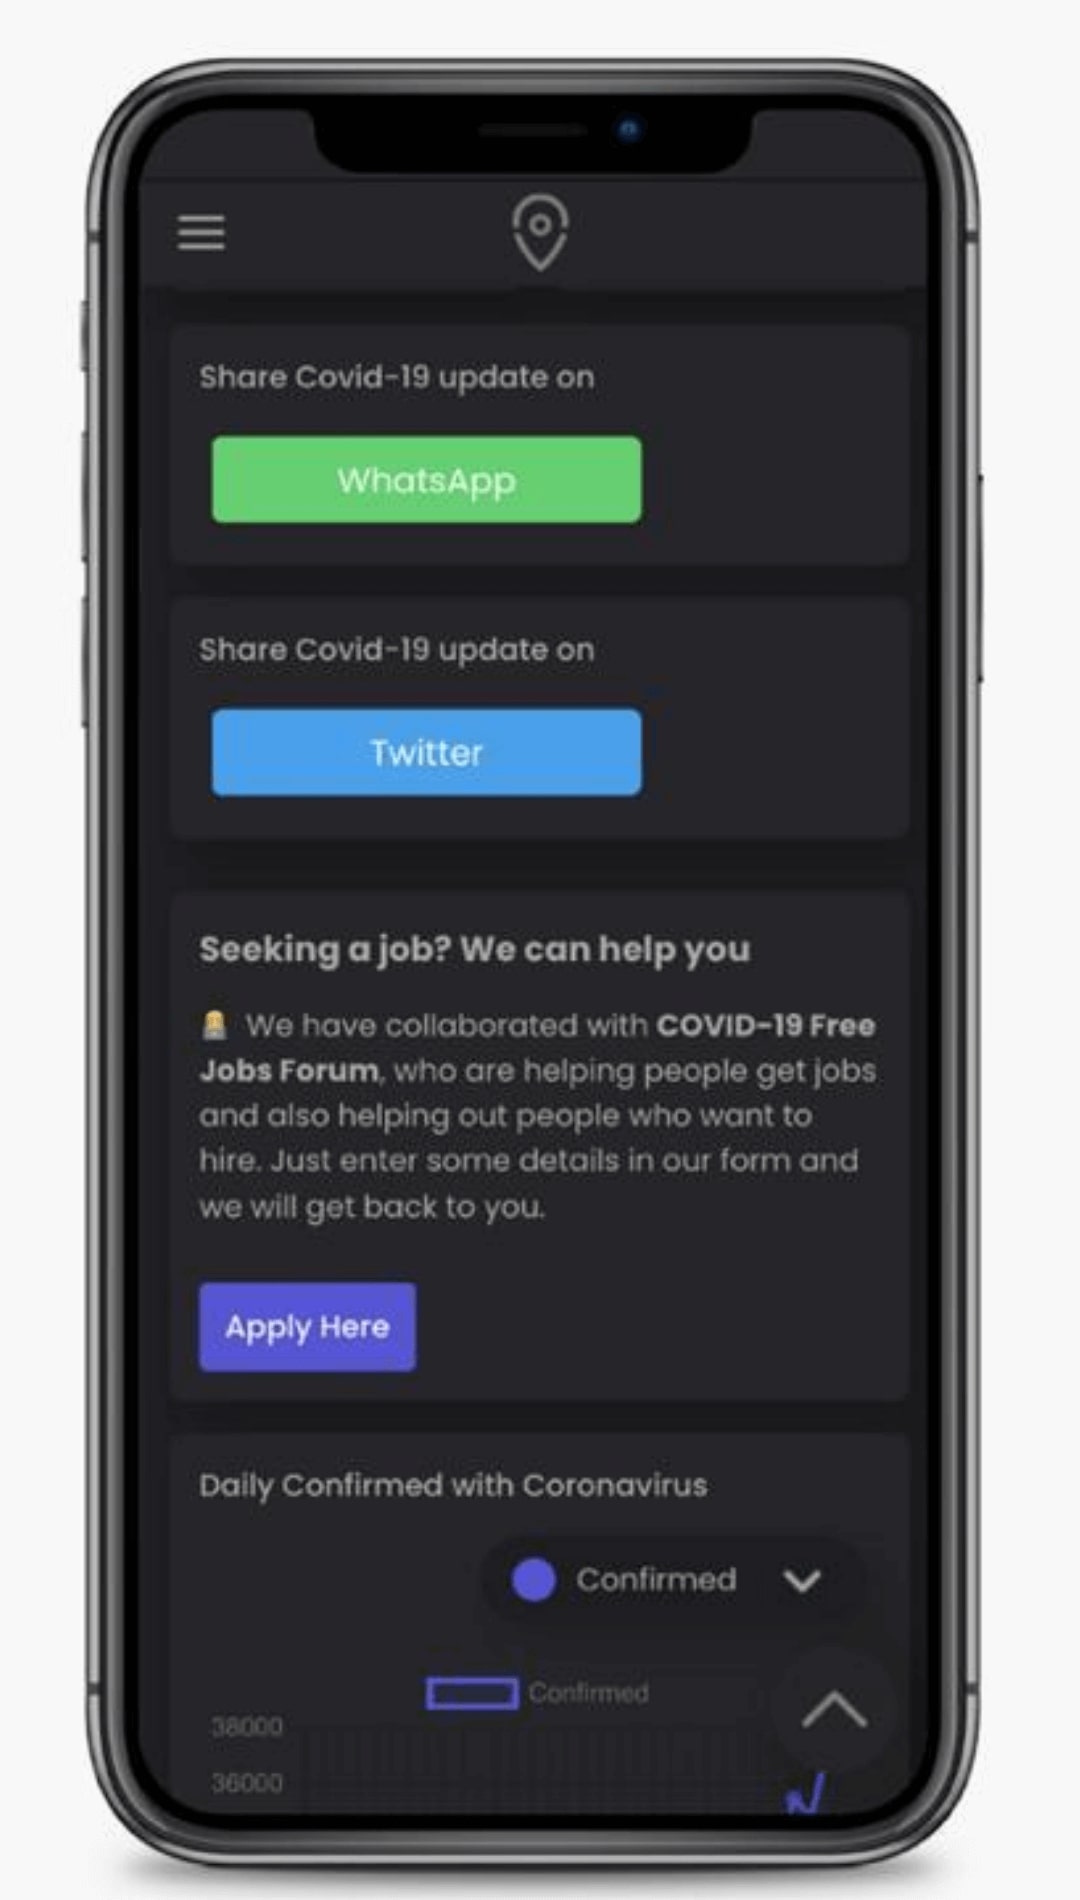 Share Covid-19 update on
WhatsApp
Share Covid-19 update on
Twitter
Seeking a job? We can help you
We have collaborated with COVID-19 Free
Jobs Forum, who are helping people get jobs
and also helping out people who want to
hire. Just enter some details in our form and
we will get back to you.
Apply Here
Daily Confirmed with Coronavirus
Confirmed
Confirmed
38000
36000